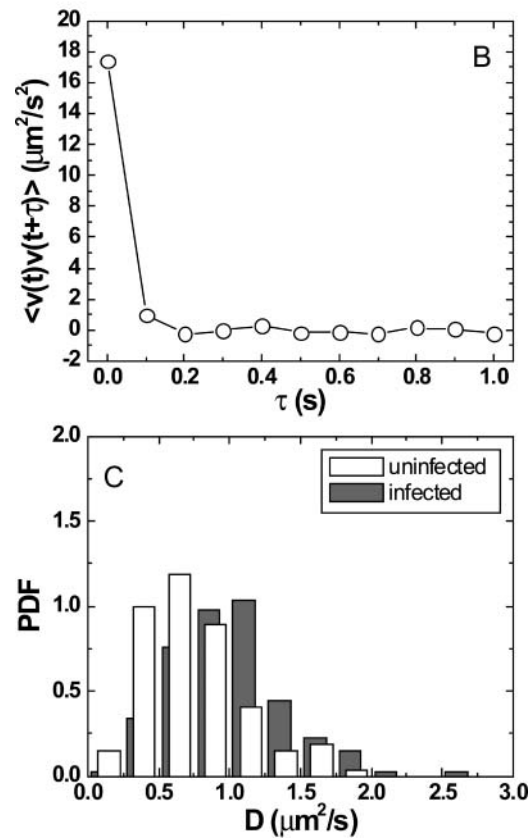 20
18
B
16
14
12
10
8
6
4
2
0
-2
<v(t)v(t+τ)> (μm²/s²)
0.0 0.2 0.4 0.6 0.8 1.0
τ (s)
2.0
C
uninfected
infected
1.5
1.0
0.5
0.0
PDF
0.0 0.5 1.0 1.5 2.0 2.5 3.0
D (μm²/s)